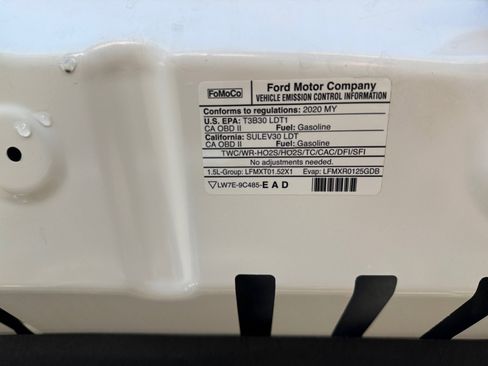 FoMoCo
Ford Motor Company
VEHICLE EMISSION CONTROL INFORMATION
Conforms to regulations: 2020 MY
U.S. EPA: T3B30 LDT1
CA OBD II Fuel: Gasoline
California: SULEV30 LDT
CA OBD II Fuel: Gasoline
TWC/WR-HO2S/HO2S/TC/CAC/DFI/SFI
No adjustments needed.
1.5L-Group: LFMXT01.52X1 Evap: LFMXR0125GDB
LW7E-9C485-E A D